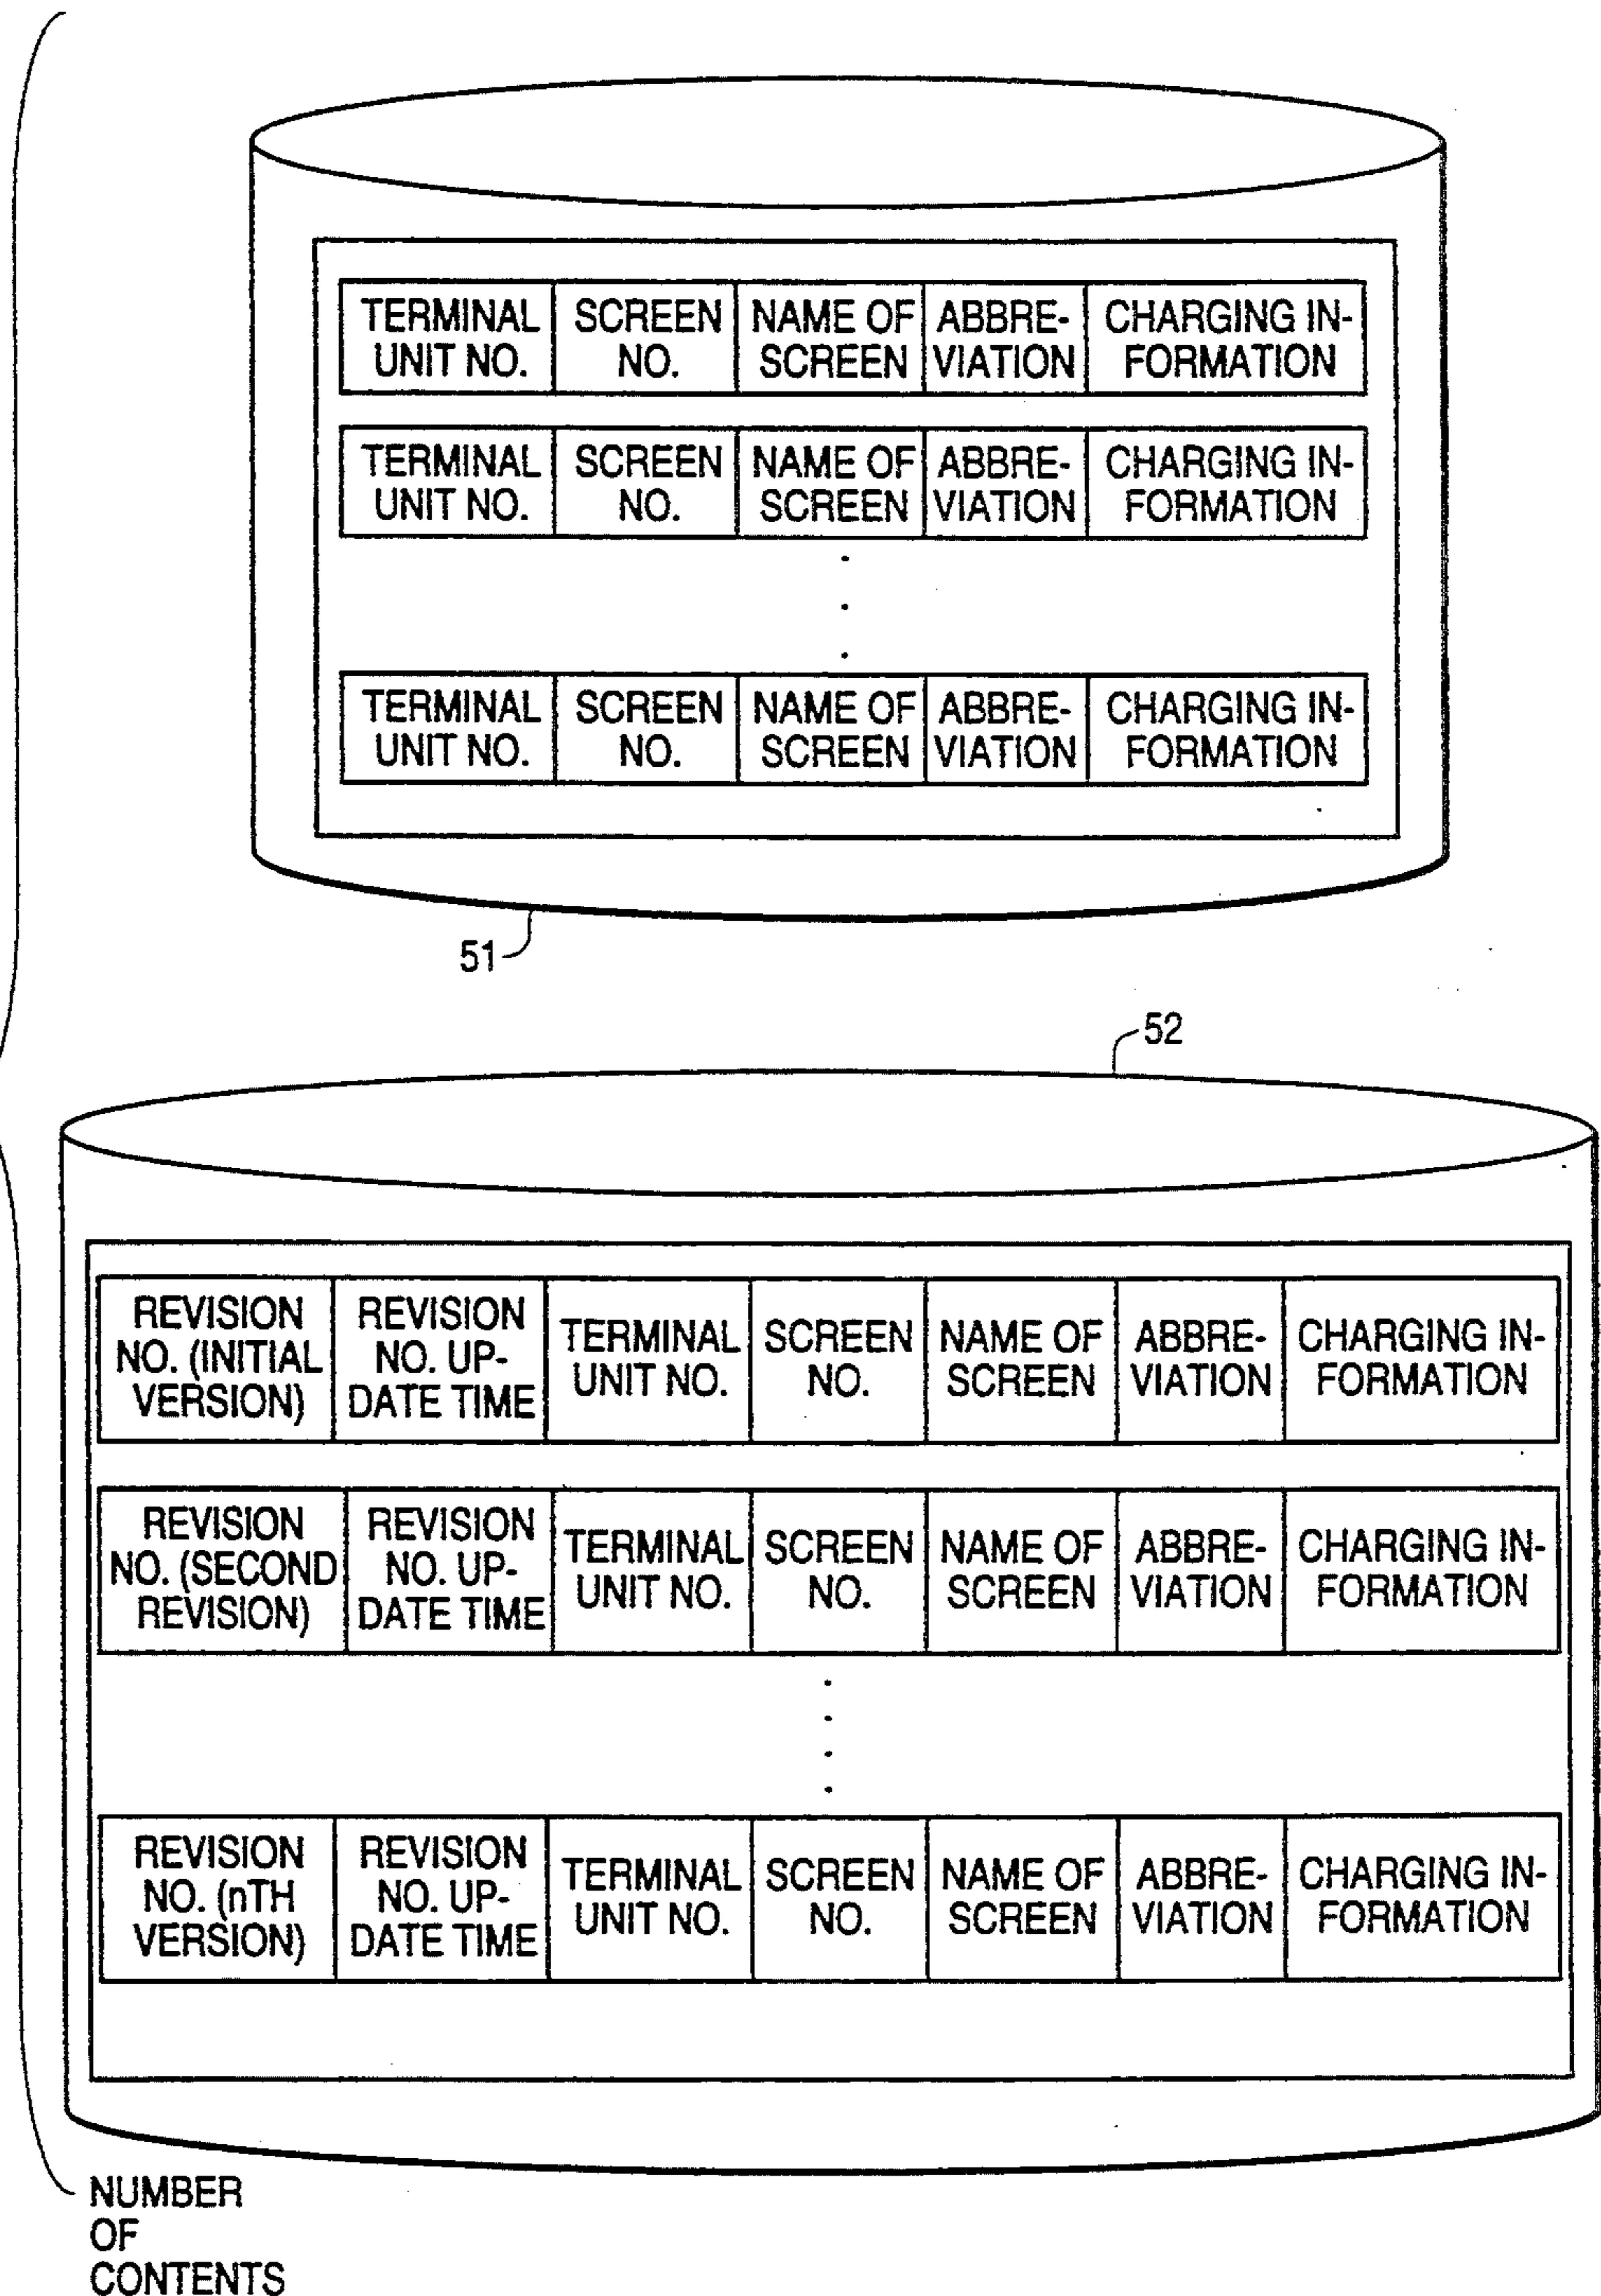 TERMINAL UNIT NO. SCREEN NO. NAME OF SCREEN ABBRE-VIATION CHARGING IN-FORMATION
TERMINAL UNIT NO. SCREEN NO. NAME OF SCREEN ABBRE-VIATION CHARGING IN-FORMATION
TERMINAL UNIT NO. SCREEN NO. NAME OF SCREEN ABBRE-VIATION CHARGING IN-FORMATION
51
52
REVISION NO. (INITIAL VERSION) REVISION NO. UP-DATE TIME TERMINAL UNIT NO. SCREEN NO. NAME OF SCREEN ABBRE-VIATION CHARGING IN-FORMATION
REVISION NO. (SECOND REVISION) REVISION NO. UP-DATE TIME TERMINAL UNIT NO. SCREEN NO. NAME OF SCREEN ABBRE-VIATION CHARGING IN-FORMATION
REVISION NO. (nTH VERSION) REVISION NO. UP-DATE TIME TERMINAL UNIT NO. SCREEN NO. NAME OF SCREEN ABBRE-VIATION CHARGING IN-FORMATION
NUMBER
OF
CONTENTS